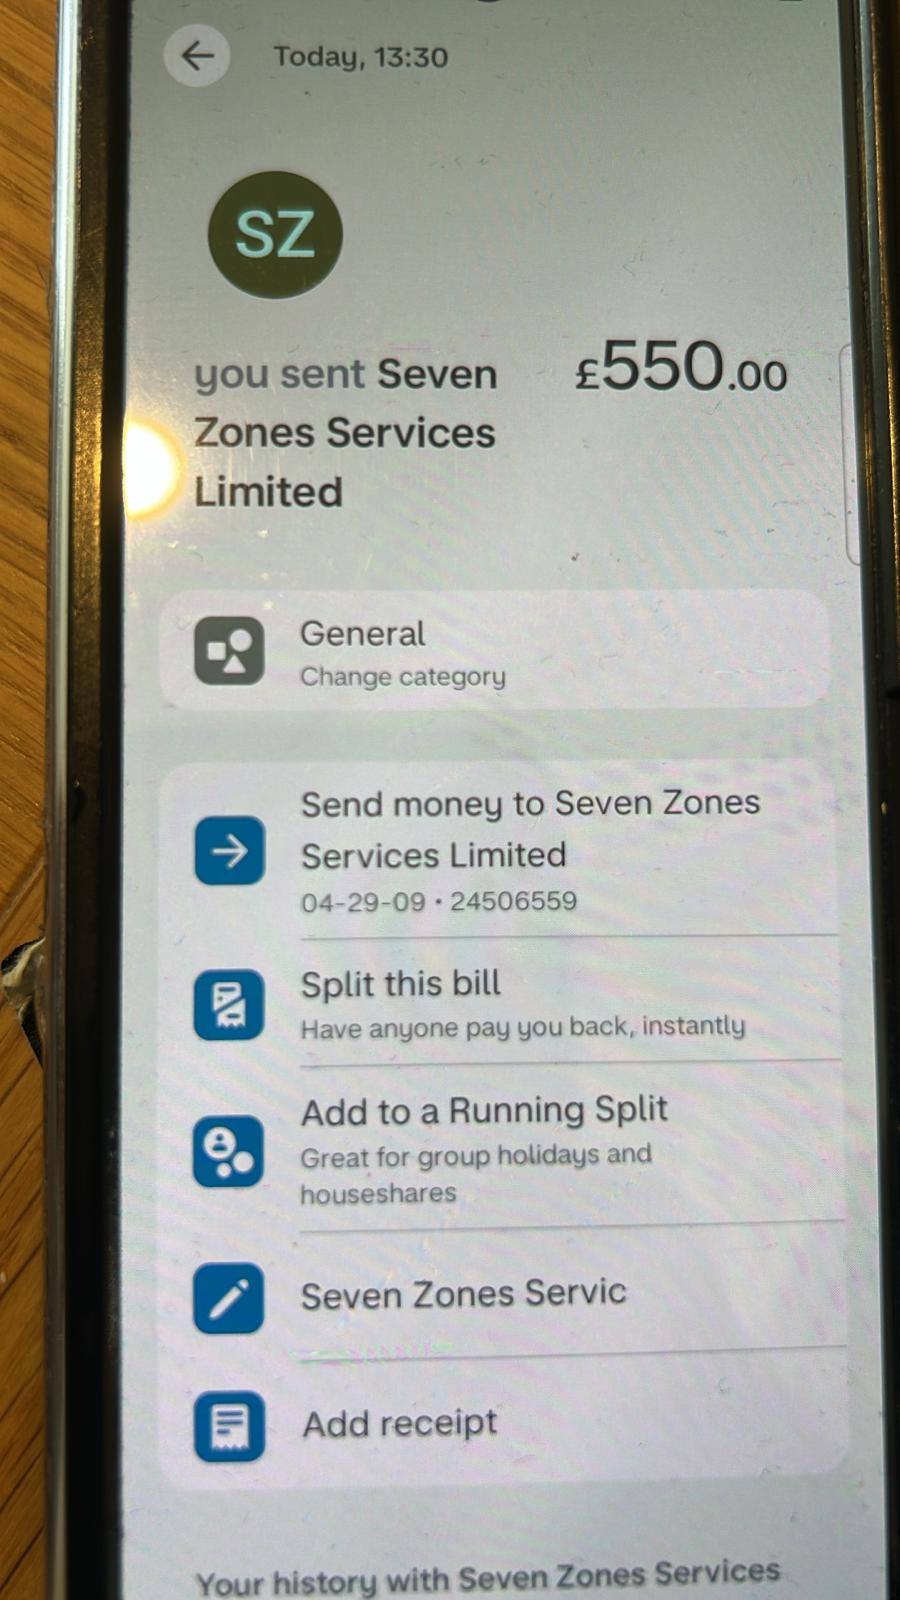 Today, 13:30
SZ
you sent Seven £550.00
Zones Services
Limited
General
Change category
Send money to Seven Zones
Services Limited
04-29-09 • 24506559
Split this bill
Have anyone pay you back, instantly
Add to a Running Split
Great for group holidays and
houseshares
Seven Zones Servic
Add receipt
Your history with Seven Zones Services